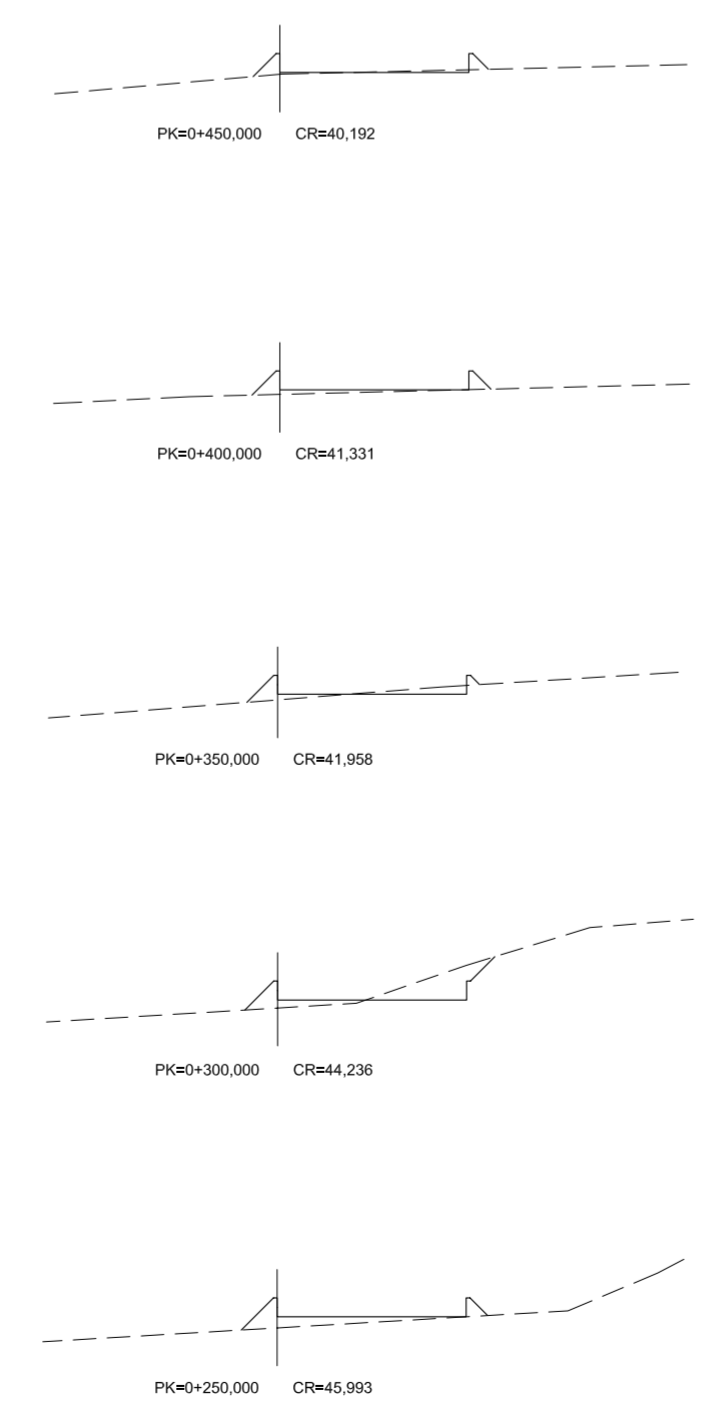 PK=0+450,000 CR=40,192
PK=0+400,000 CR=41,331
PK=0+350,000 CR=41,958
PK=0+300,000 CR=44,236
PK=0+250,000 CR=45,993